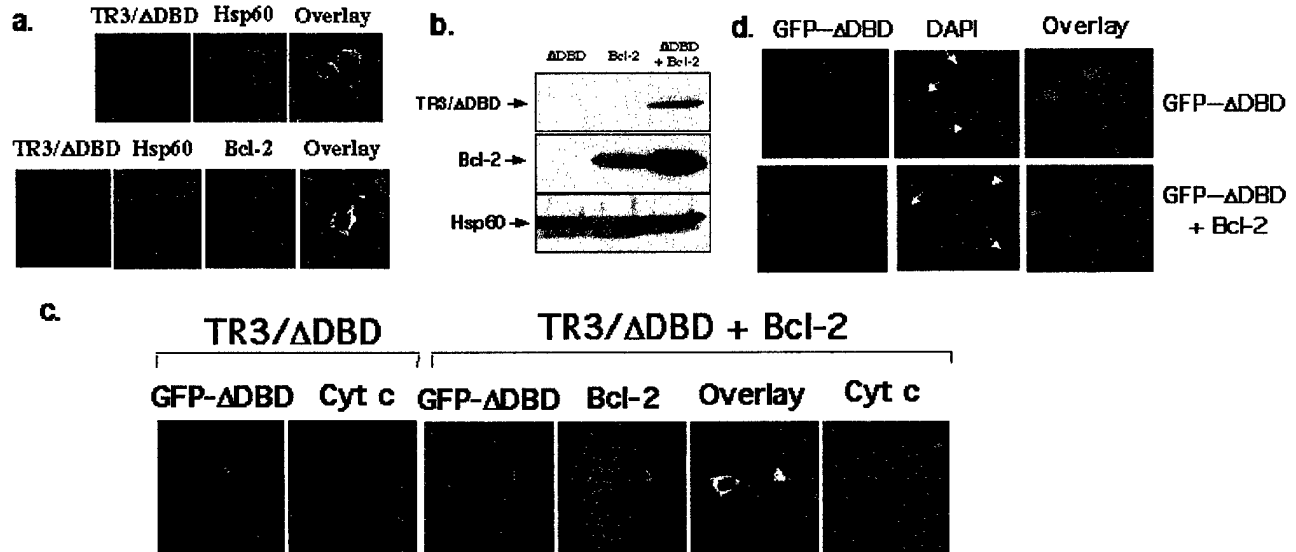 a.
TR3/ΔDBD Hsp60 Overlay
TR3/ΔDBD Hsp60 Bcl-2 Overlay
b.
ΔDBD Bcl-2 ΔDBD + Bcl-2
TR3/ΔDBD
Bcl-2
Hsp60
d.
GFP–ΔDBD DAPI Overlay
GFP–ΔDBD
GFP–ΔDBD
+ Bcl-2
c.
TR3/ΔDBD TR3/ΔDBD + Bcl-2
GFP-ΔDBD Cyt c GFP-ΔDBD Bcl-2 Overlay Cyt c